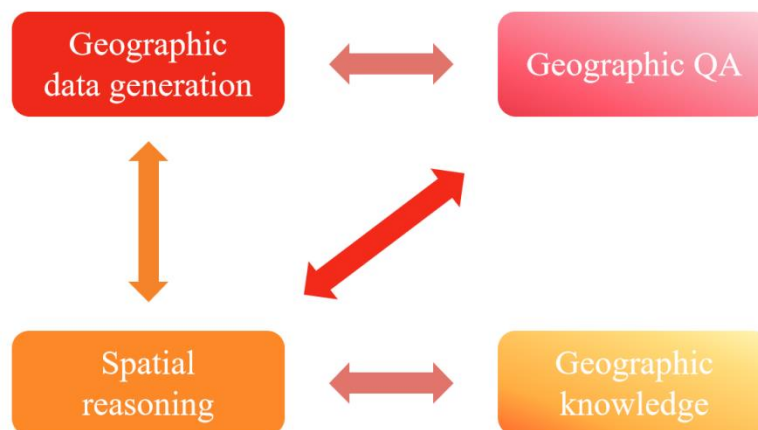 Geographic
data generation
Geographic QA
Spatial
reasoning
Geographic
knowledge